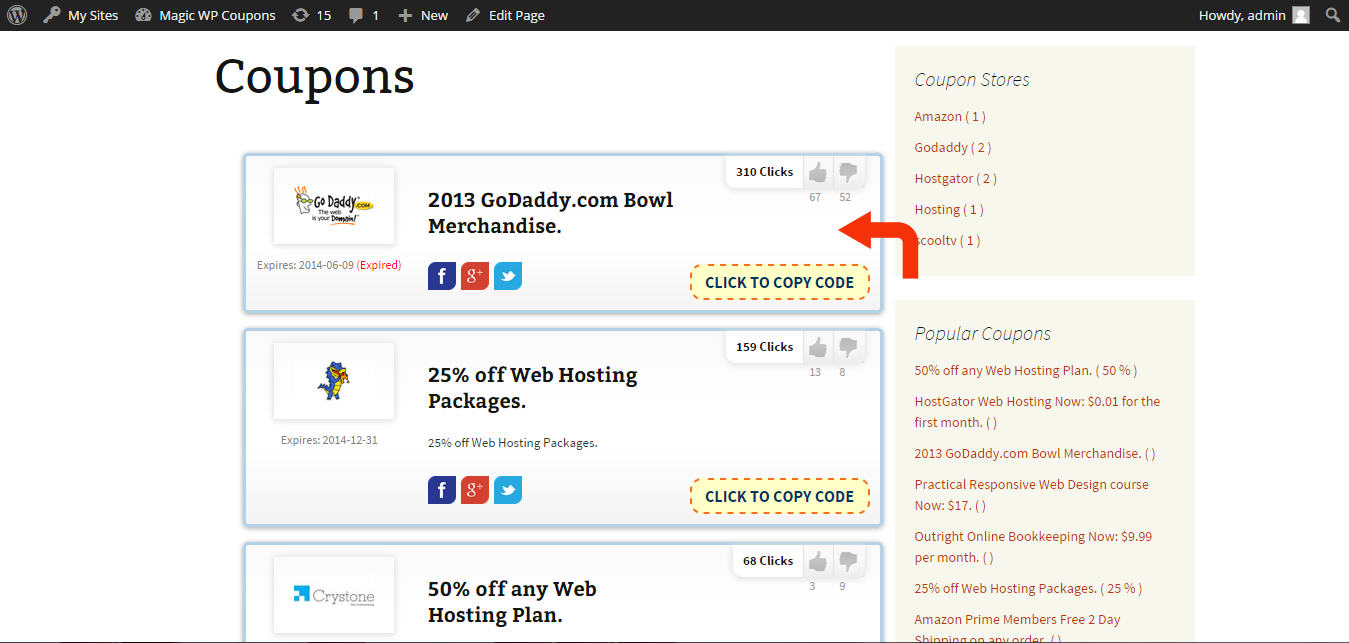 My Sites Magic WP Coupons 15 1 New Edit Page Howdy, admin
Coupons
310 Clicks
67 52
Go Daddy.COM
The web
is your Domain!
2013 GoDaddy.com Bowl
Merchandise.
Expires: 2014-06-09 (Expired)
f g+
CLICK TO COPY CODE
159 Clicks
13 8
25% off Web Hosting
Packages.
Expires: 2014-12-31
25% off Web Hosting Packages.
f g+
CLICK TO COPY CODE
68 Clicks
3 9
Crystone
50% off any Web
Hosting Plan.
Coupon Stores
Amazon ( 1 )
Godaddy ( 2 )
Hostgator ( 2 )
Hosting ( 1 )
scooltv ( 1 )
Popular Coupons
50% off any Web Hosting Plan. ( 50 % )
HostGator Web Hosting Now: $0.01 for the
first month. ( )
2013 GoDaddy.com Bowl Merchandise. ( )
Practical Responsive Web Design course
Now: $17. ( )
Outright Online Bookkeeping Now: $9.99
per month. ( )
25% off Web Hosting Packages. ( 25 % )
Amazon Prime Members Free 2 Day
Shipping on any order. ( )